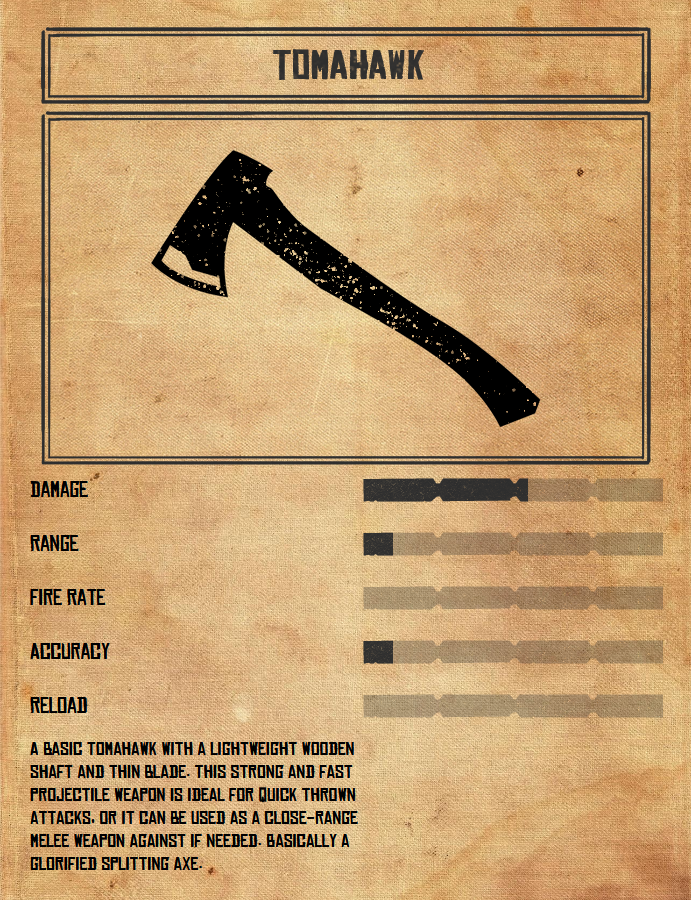 TOMAHAWK
DAMAGE
RANGE
FIRE RATE
ACCURACY
RELOAD
A BASIC TOMAHAWK WITH A LIGHTWEIGHT WOODEN
SHAFT AND THIN BLADE. THIS STRONG AND FAST
PROJECTILE WEAPON IS IDEAL FOR QUICK THROWN
ATTACKS, OR IT CAN BE USED AS A CLOSE-RANGE
MELEE WEAPON AGAINST IF NEEDED. BASICALLY A
GLORIFIED SPLITTING AXE.